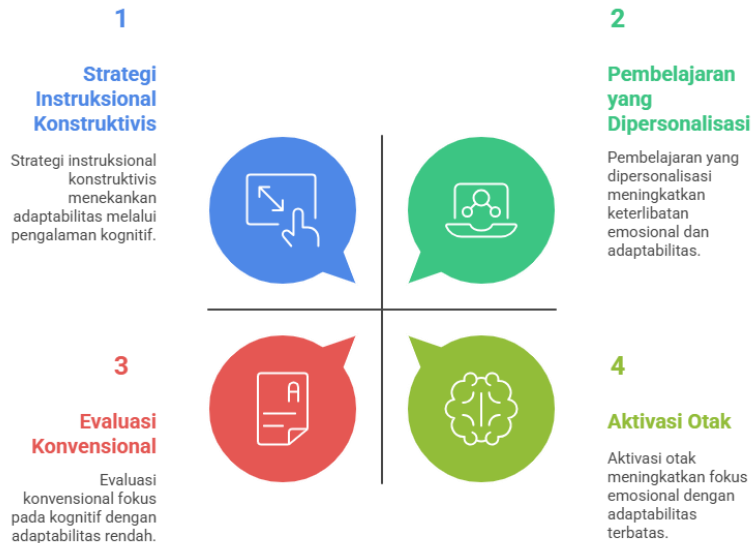 1
Strategi
Instruksional
Konstruktivis
Strategi instruksional
konstruktivis
menekankan
adaptabilitas melalui
pengalaman kognitif.
2
Pembelajaran
yang
Dipersonalisasi
Pembelajaran yang
dipersonalisasi
meningkatkan
keterlibatan
emosional dan
adaptabilitas.
3
Evaluasi
Konvensional
Evaluasi
konvensional fokus
pada kognitif dengan
adaptabilitas rendah.
A
4
Aktivasi Otak
Aktivasi otak
meningkatkan fokus
emosional dengan
adaptabilitas
terbatas.